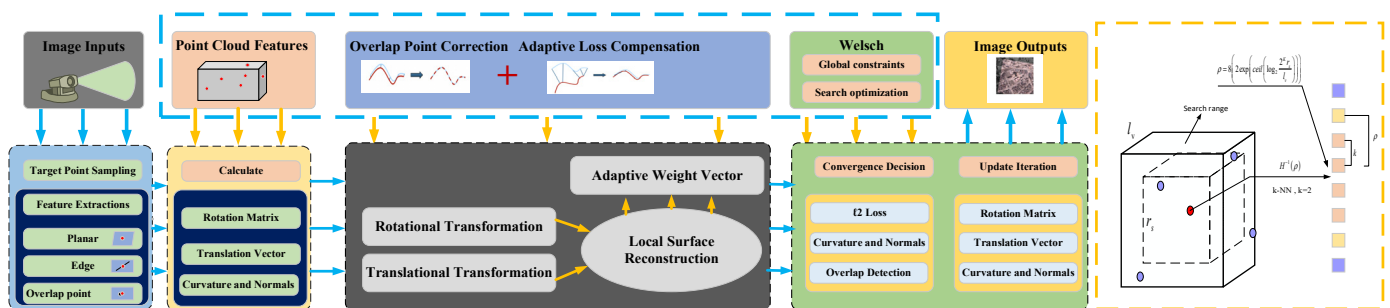 Image Inputs
Point Cloud Features
Overlap Point Correction
Adaptive Loss Compensation
+
Welsch
Global constraints
Search optimization
Image Outputs
Target Point Sampling
Feature Extractions
Planar
Edge
Overlap point
Calculate
Rotation Matrix
Translation Vector
Curvature and Normals
Adaptive Weight Vector
Rotational Transformation
Translational Transformation
Local Surface
Reconstruction
Convergence Decision
ℓ2 Loss
Curvature and Normals
Overlap Detection
Update Iteration
Rotation Matrix
Translation Vector
Curvature and Normals
Search range
l_v
r_s
H⁻¹(ρ)
k-NN , k=2
k
ρ